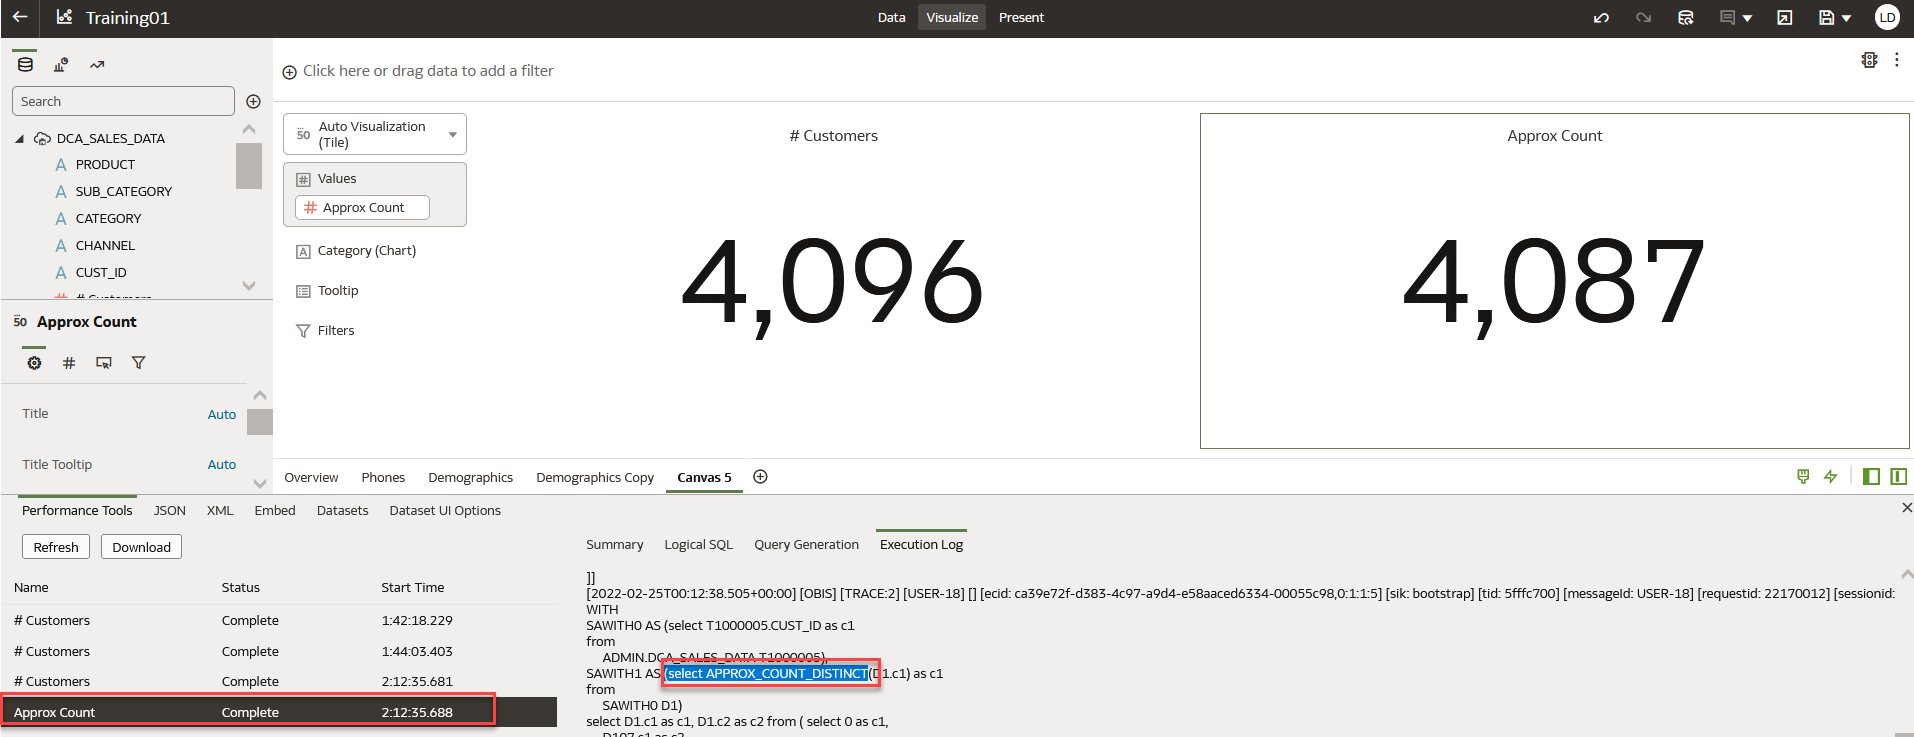 Training01
Data Visualize Present
LD
Click here or drag data to add a filter
Search
DCA_SALES_DATA
A PRODUCT
A SUB_CATEGORY
A CATEGORY
A CHANNEL
A CUST_ID
# Customers
50 Approx Count
#
Title Auto
Title Tooltip Auto
50 Auto Visualization
(Tile)
# Values
# Approx Count
A Category (Chart)
Tooltip
Filters
# Customers
4,096
Approx Count
4,087
Overview Phones Demographics Demographics Copy Canvas 5
Performance Tools JSON XML Embed Datasets Dataset UI Options
Refresh Download
Name Status Start Time
# Customers Complete 1:42:18.229
# Customers Complete 1:44:03.403
# Customers Complete 2:12:35.681
Approx Count Complete 2:12:35.688
Summary Logical SQL Query Generation Execution Log
]]
[2022-02-25T00:12:38.505+00:00] [OBIS] [TRACE:2] [USER-18] [] [ecid: ca39e72f-d383-4c97-a9d4-e58aaced6334-00055c98,0:1:1:5] [sik: bootstrap] [tid: 5fffc700] [messageId: USER-18] [requestid: 22170012] [sessionid:
WITH
SAWITH0 AS (select T1000005.CUST_ID as c1
from
ADMIN.DCA_SALES_DATA T1000005),
SAWITH1 AS (select APPROX_COUNT_DISTINCT(D1.c1) as c1
from
SAWITH0 D1)
select D1.c1 as c1, D1.c2 as c2 from ( select 0 as c1,
D107.c1 as c2